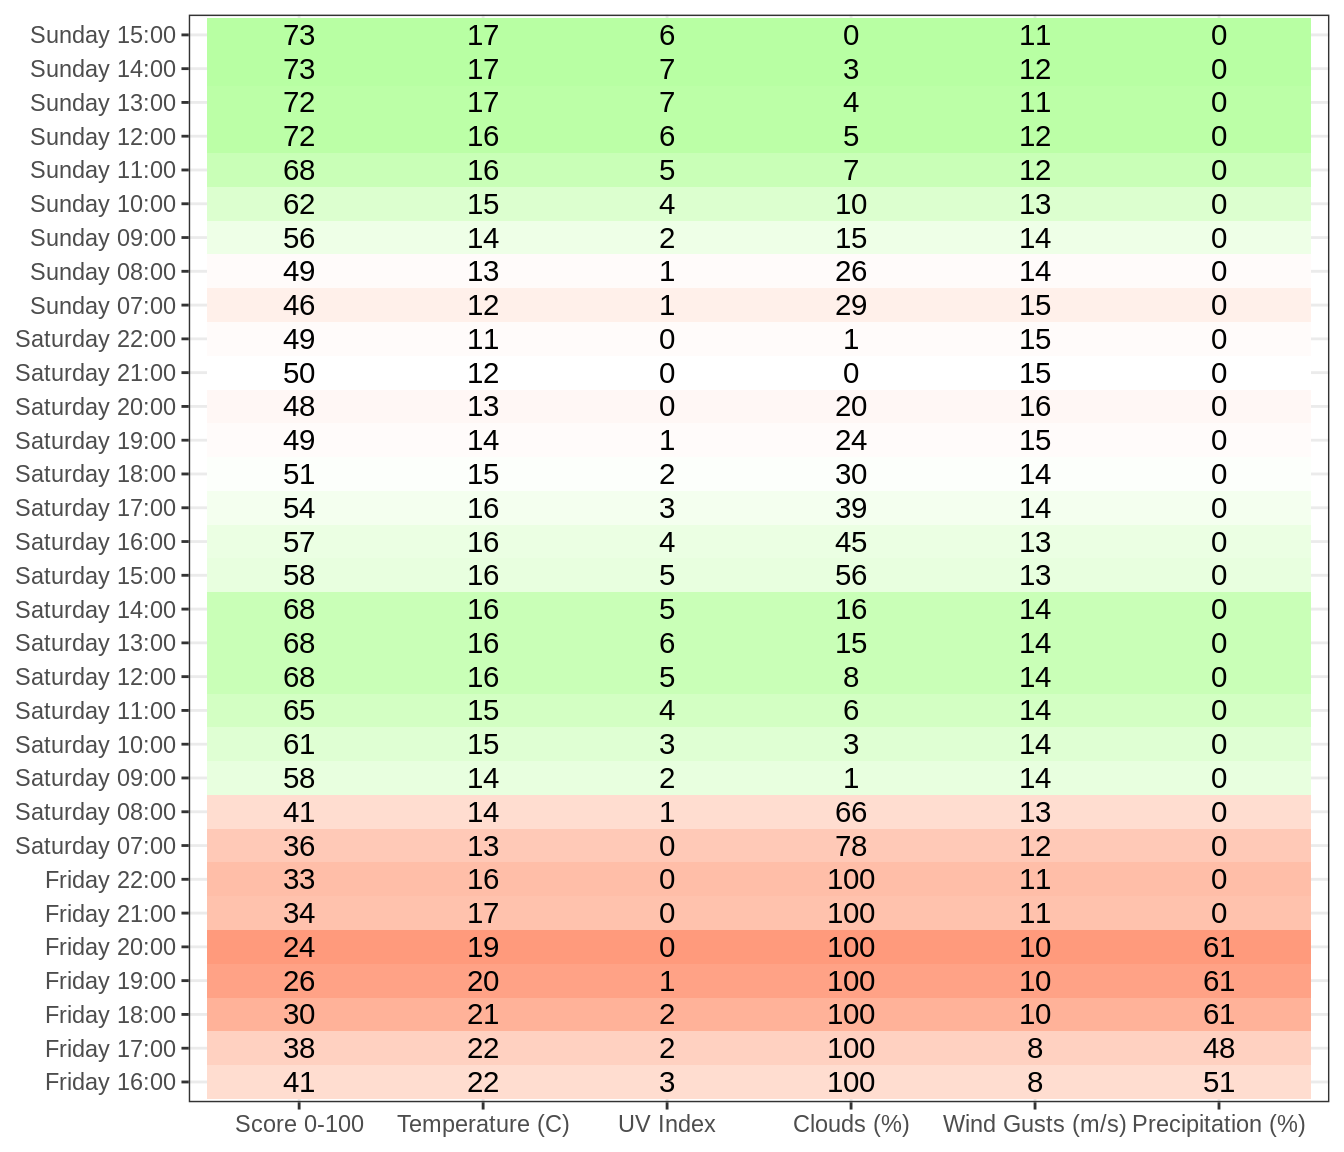 Sunday 15:00 73 17 6 0 11 0
Sunday 14:00 73 17 7 3 12 0
Sunday 13:00 72 17 7 4 11 0
Sunday 12:00 72 16 6 5 12 0
Sunday 11:00 68 16 5 7 12 0
Sunday 10:00 62 15 4 10 13 0
Sunday 09:00 56 14 2 15 14 0
Sunday 08:00 49 13 1 26 14 0
Sunday 07:00 46 12 1 29 15 0
Saturday 22:00 49 11 0 1 15 0
Saturday 21:00 50 12 0 0 15 0
Saturday 20:00 48 13 0 20 16 0
Saturday 19:00 49 14 1 24 15 0
Saturday 18:00 51 15 2 30 14 0
Saturday 17:00 54 16 3 39 14 0
Saturday 16:00 57 16 4 45 13 0
Saturday 15:00 58 16 5 56 13 0
Saturday 14:00 68 16 5 16 14 0
Saturday 13:00 68 16 6 15 14 0
Saturday 12:00 68 16 5 8 14 0
Saturday 11:00 65 15 4 6 14 0
Saturday 10:00 61 15 3 3 14 0
Saturday 09:00 58 14 2 1 14 0
Saturday 08:00 41 14 1 66 13 0
Saturday 07:00 36 13 0 78 12 0
Friday 22:00 33 16 0 100 11 0
Friday 21:00 34 17 0 100 11 0
Friday 20:00 24 19 0 100 10 61
Friday 19:00 26 20 1 100 10 61
Friday 18:00 30 21 2 100 10 61
Friday 17:00 38 22 2 100 8 48
Friday 16:00 41 22 3 100 8 51
Score 0-100 Temperature (C) UV Index Clouds (%) Wind Gusts (m/s) Precipitation (%)